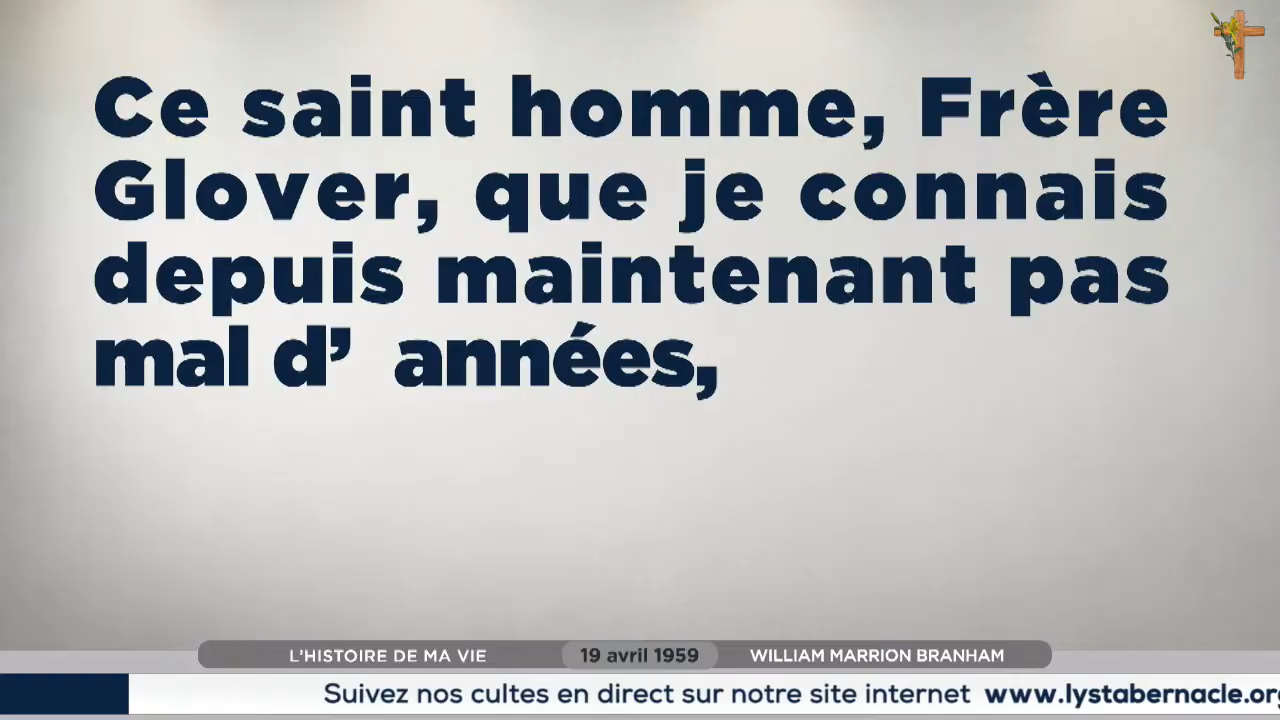 Ce saint homme, Frère
Glover, que je connais
depuis maintenant pas
mal d’ années,
L’HISTOIRE DE MA VIE 19 avril 1959 WILLIAM MARRION BRANHAM
Suivez nos cultes en direct sur notre site internet www.lystabernacle.org